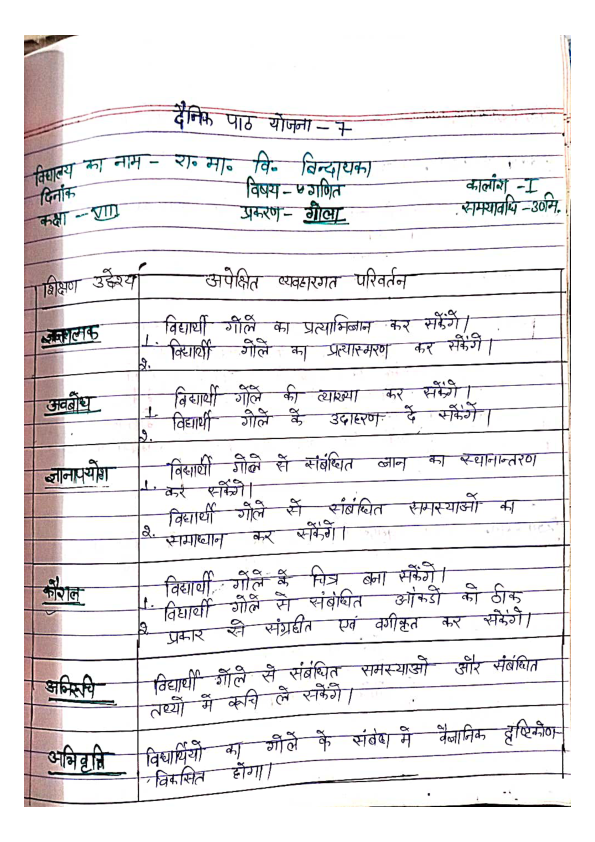 दैनिक पाठ योजना - 7
विद्यालय का नाम - रा॰ मा॰ वि॰ विन्दायका
दिनांक विषय - गणित कालांश - I
कक्षा - VIII प्रकरण - गोला समयावधि - 30मि.
शिक्षण उद्देश्य अपेक्षित व्यवहारगत परिवर्तन
ज्ञानात्मक 1. विद्यार्थी गोले का प्रत्याभिज्ञान कर सकेंगे।
2. विद्यार्थी गोले का प्रत्यास्मरण कर सकेंगे।
अवबोध 1. विद्यार्थी गोले की व्याख्या कर सकेंगे।
2. विद्यार्थी गोले के उदाहरण दे सकेंगे।
ज्ञानापयोग 1. विद्यार्थी गोले से संबंधित ज्ञान का स्थानान्तरण
कर सकेंगे।
2. विद्यार्थी गोले से संबंधित समस्याओं का
समाधान कर सकेंगे।
कौशल 1. विद्यार्थी गोले के चित्र बना सकेंगे।
2 विद्यार्थी गोले से संबंधित आंकडो को ठीक
प्रकार से संग्रहीत एवं वर्गीकृत कर सकेंगे।
अभिरूचि विद्यार्थी गोले से संबंधित समस्याओं और संबंधित
तथ्यों में रूचि ले सकेंगे।
अभिवृत्ति विद्यार्थियों का गोले के संबंध में वैज्ञानिक दृष्टिकोण
विकसित होगा।